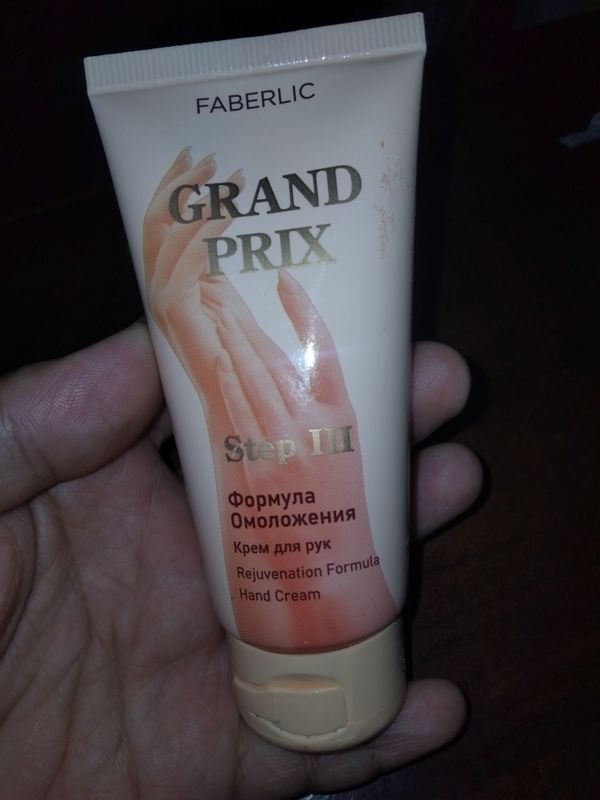 FABERLIC
GRAND
PRIX
Step III
Формула
Омоложения
Крем для рук
Rejuvenation Formula
Hand Cream